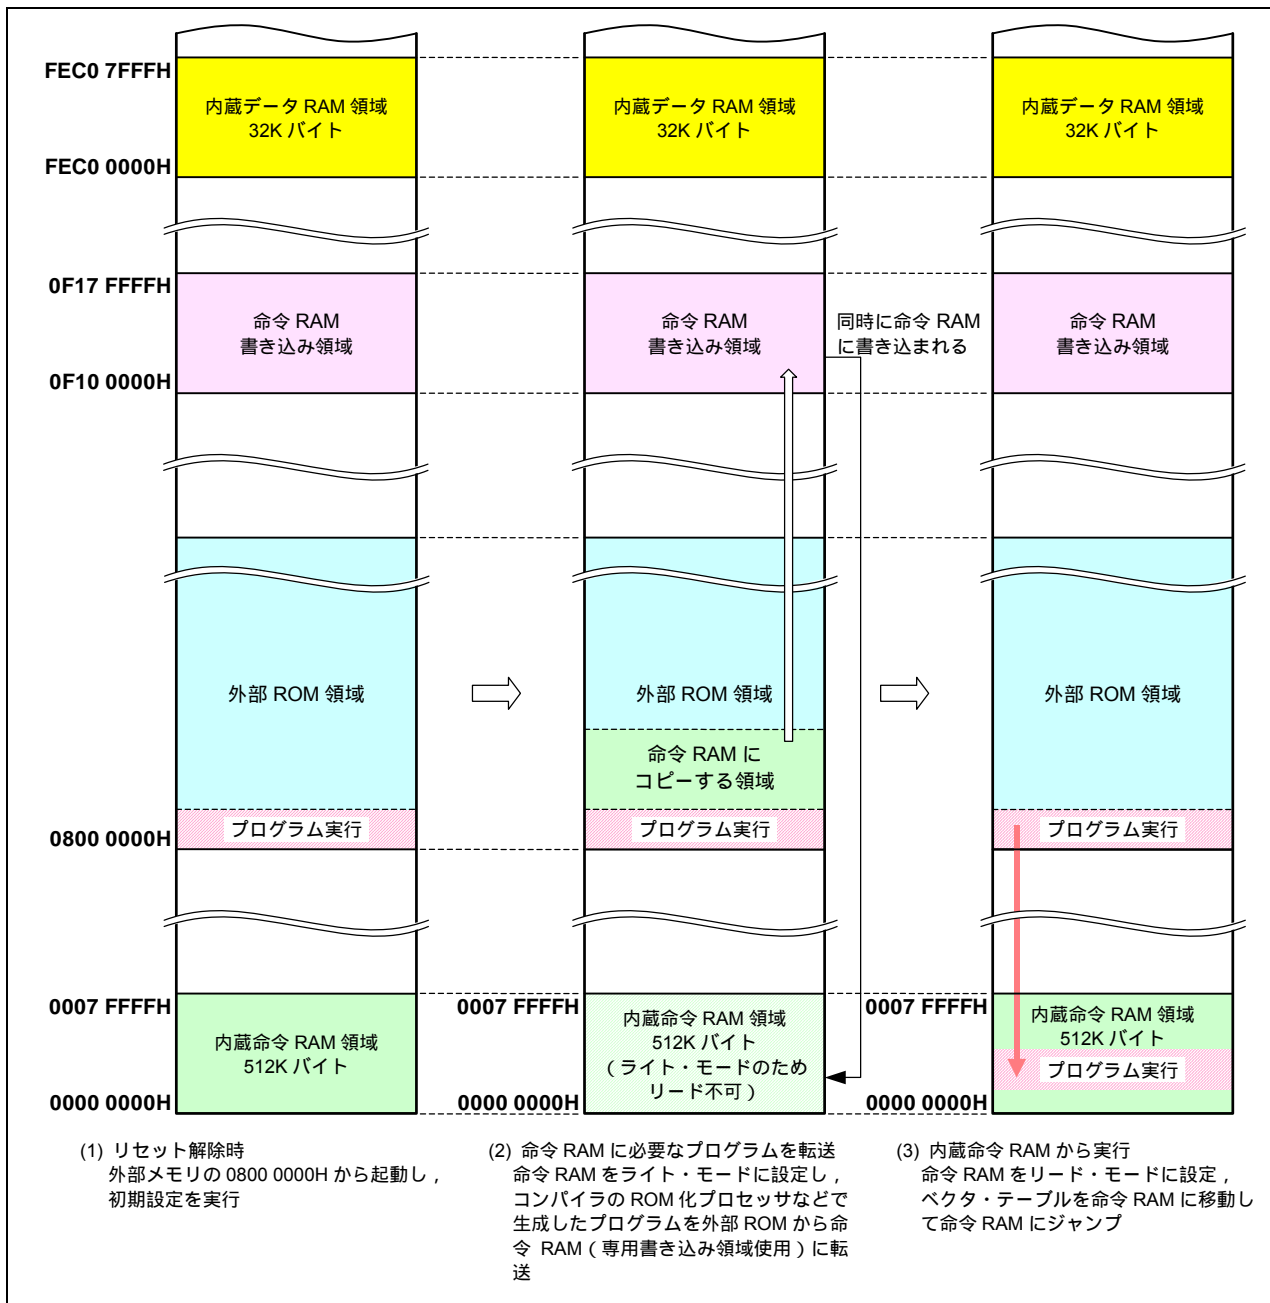 FEC0 7FFFH
内蔵データ RAM 領域
32K バイト
内蔵データ RAM 領域
32K バイト
内蔵データ RAM 領域
32K バイト
FEC0 0000H
0F17 FFFFH
命令 RAM
書き込み領域
命令 RAM
書き込み領域
同時に命令 RAM
に書き込まれる
命令 RAM
書き込み領域
0F10 0000H
外部 ROM 領域
外部 ROM 領域
外部 ROM 領域
命令 RAM に
コピーする領域
プログラム実行
プログラム実行
プログラム実行
0800 0000H
0007 FFFFH
0007 FFFFH
0007 FFFFH
内蔵命令 RAM 領域
512K バイト
内蔵命令 RAM 領域
512K バイト
(ライト・モードのため
リード不可)
内蔵命令 RAM 領域
512K バイト
プログラム実行
0000 0000H
0000 0000H
0000 0000H
(1) リセット解除時
外部メモリの 0800 0000H から起動し,
初期設定を実行
(2) 命令 RAM に必要なプログラムを転送
命令 RAM をライト・モードに設定し,
コンパイラの ROM 化プロセッサなどで
生成したプログラムを外部 ROM から命
令 RAM(専用書き込み領域使用)に転
送
(3) 内蔵命令 RAM から実行
命令 RAM をリード・モードに設定,
ベクタ・テーブルを命令 RAM に移動し
て命令 RAM にジャンプ